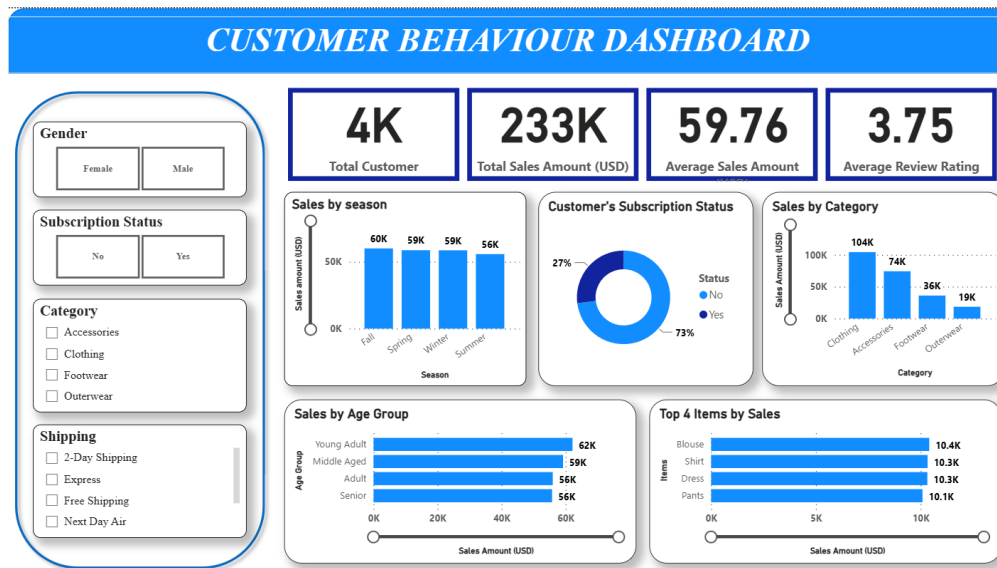 CUSTOMER BEHAVIOUR DASHBOARD
Gender
Female
Male
Subscription Status
No
Yes
Category
Accessories
Clothing
Footwear
Outerwear
Shipping
2-Day Shipping
Express
Free Shipping
Next Day Air
4K
Total Customer
233K
Total Sales Amount (USD)
59.76
Average Sales Amount
3.75
Average Review Rating
Sales by season
Sales amount (USD)
50K
0K
60K
59K
59K
56K
Fall
Spring
Winter
Summer
Season
Customer's Subscription Status
27%
73%
Status
No
Yes
Sales by Category
Sales Amount (USD)
100K
50K
0K
104K
74K
36K
19K
Clothing
Accessories
Footwear
Outerwear
Category
Sales by Age Group
Age Group
Young Adult
62K
Middle Aged
59K
Adult
56K
Senior
56K
0K
20K
40K
60K
Sales Amount (USD)
Top 4 Items by Sales
Items
Blouse
10.4K
Shirt
10.3K
Dress
10.3K
Pants
10.1K
0K
5K
10K
Sales Amount (USD)